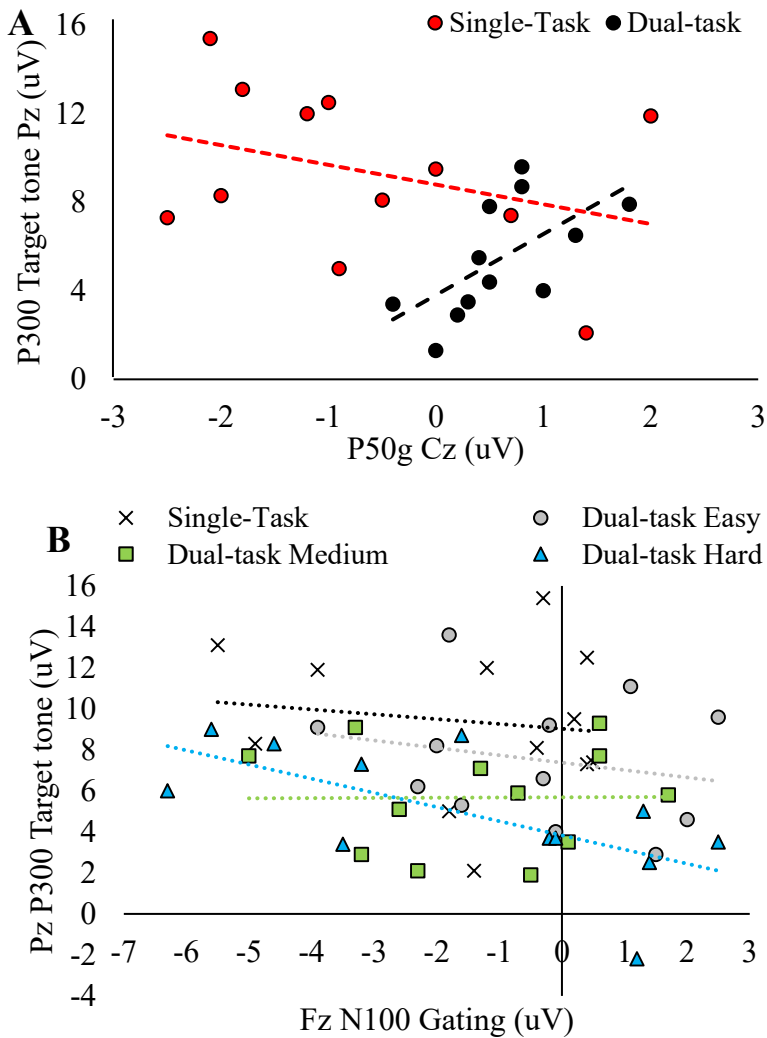 A
Single-Task Dual-task
P300 Target tone Pz (uV)
16
12
8
4
0
-3 -2 -1 0 1 2 3
P50g Cz (uV)
B
Single-Task Dual-task Easy
Dual-task Medium Dual-task Hard
Pz P300 Target tone (uV)
16
14
12
10
8
6
4
2
0
-2
-4
-7 -6 -5 -4 -3 -2 -1 0 1 2 3
Fz N100 Gating (uV)